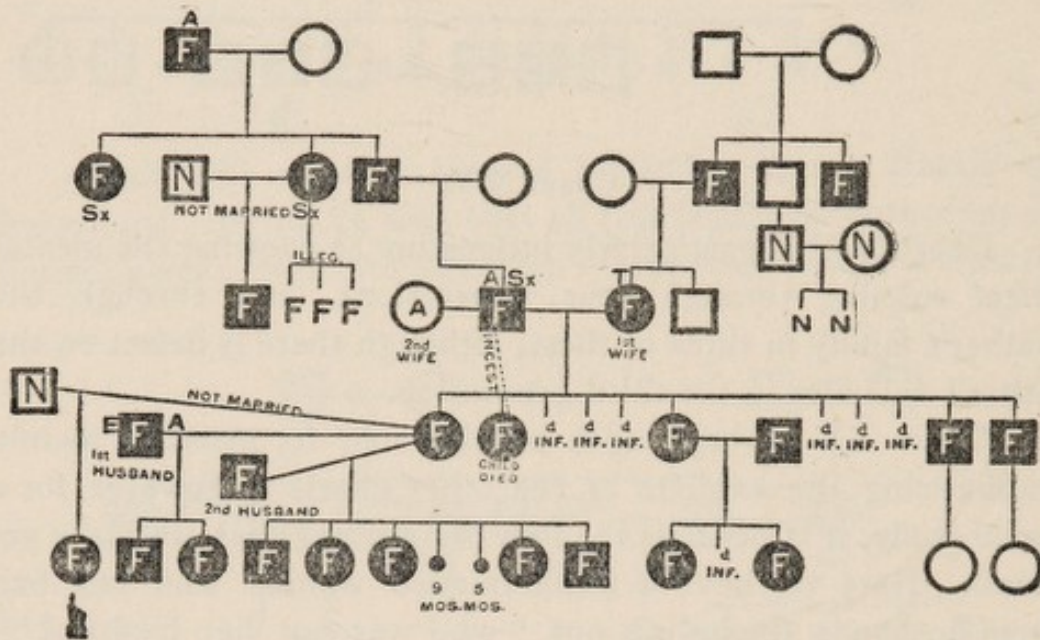 A
F
F N F F F F
Sx NOT MARRIED Sx
N N
ILLEG.
A Sx T
F F F F A F F N N
2nd WIFE
1st WIFE
INCEST
N
NOT MARRIED
E F A F F d d d F F d d d F F
INF. INF. INF. INF. INF. INF.
1st HUSBAND
CHILD DIED
F
2nd HUSBAND
F F F F F F F F F d F
9 5 INF.
MOS. MOS.